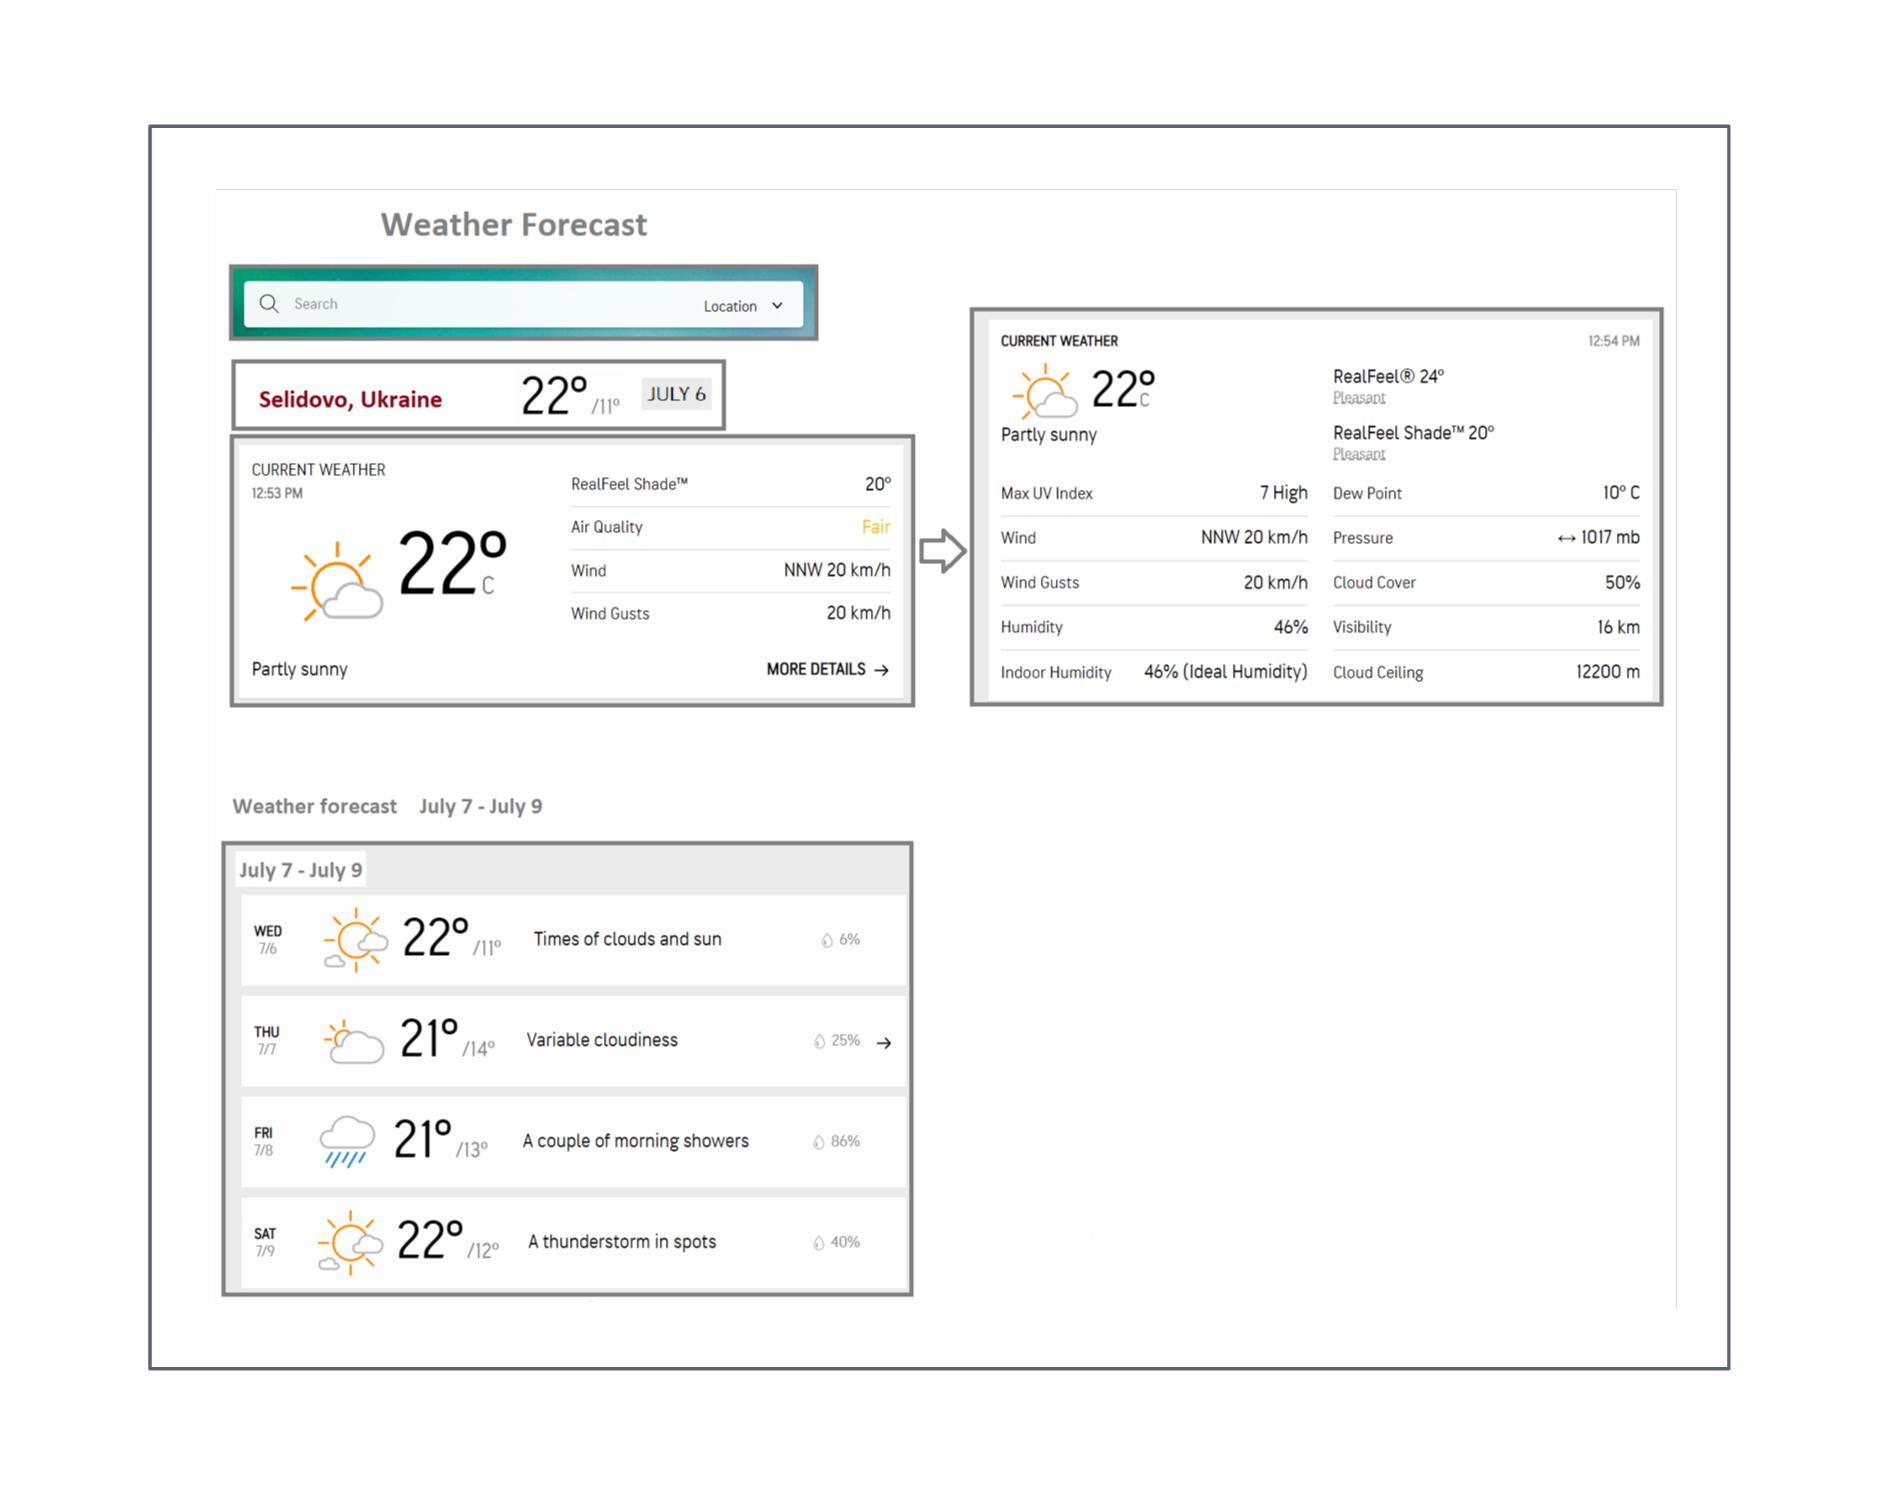 Weather Forecast
Search
Location
Selidovo, Ukraine
22° /11°
JULY 6
CURRENT WEATHER
12:53 PM
22° C
Partly sunny
RealFeel Shade™ 20°
Air Quality Fair
Wind NNW 20 km/h
Wind Gusts 20 km/h
MORE DETAILS →
CURRENT WEATHER
12:54 PM
22° C
Partly sunny
RealFeel® 24°
Pleasant
RealFeel Shade™ 20°
Pleasant
Max UV Index 7 High
Wind NNW 20 km/h
Wind Gusts 20 km/h
Humidity 46%
Indoor Humidity 46% (Ideal Humidity)
Dew Point 10° C
Pressure ↔ 1017 mb
Cloud Cover 50%
Visibility 16 km
Cloud Ceiling 12200 m
Weather forecast July 7 - July 9
July 7 - July 9
WED
7/6
22° /11°
Times of clouds and sun
6%
THU
7/7
21° /14°
Variable cloudiness
25% →
FRI
7/8
21° /13°
A couple of morning showers
86%
SAT
7/9
22° /12°
A thunderstorm in spots
40%